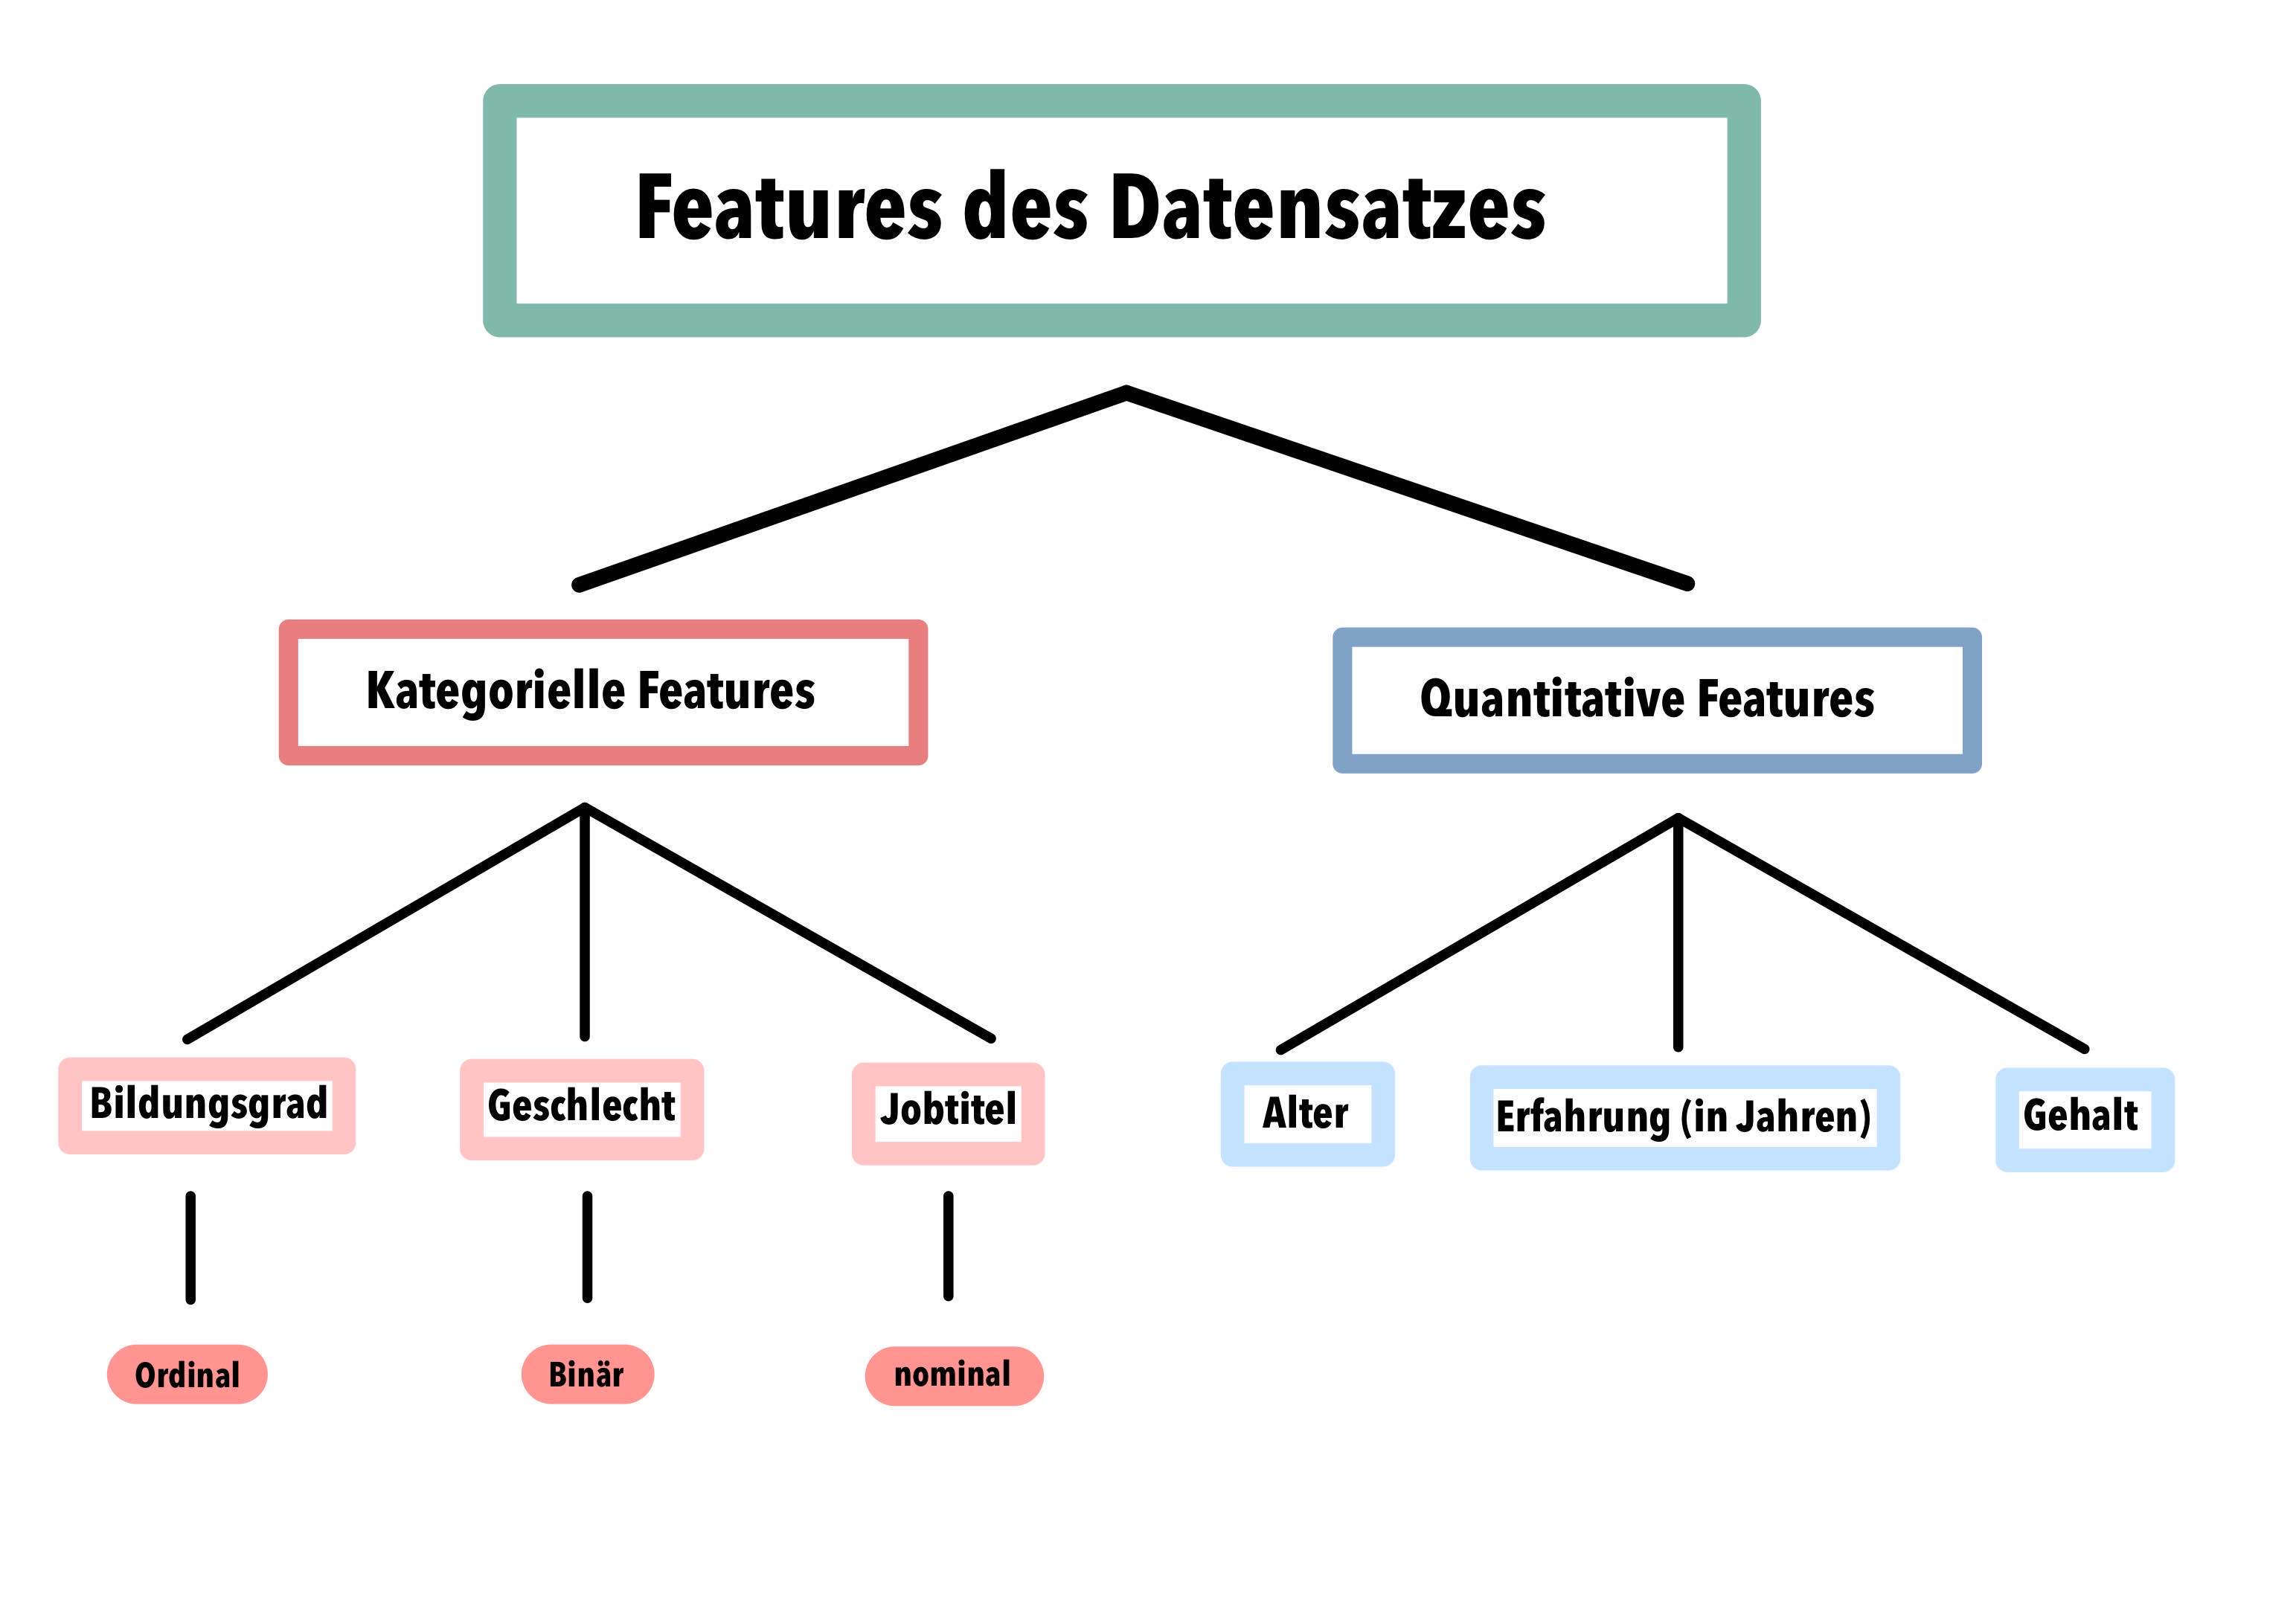 Features des Datensatzes
Kategorielle Features
Quantitative Features
Bildungsgrad
Geschlecht
Jobtitel
Alter
Erfahrung (in Jahren)
Gehalt
Ordinal
Binär
nominal